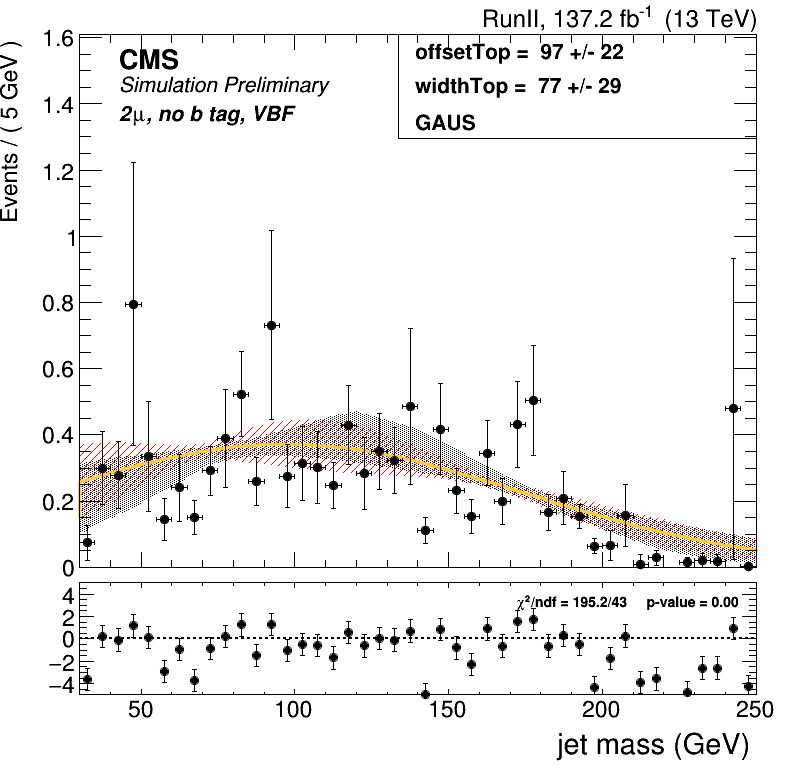 RunII, 137.2 fb⁻¹ (13 TeV)
CMS
Simulation Preliminary
2μ, no b tag, VBF
offsetTop = 97 +/- 22
widthTop = 77 +/- 29
GAUS
Events / ( 5 GeV )
1.6
1.4
1.2
1
0.8
0.6
0.4
0.2
0
χ²/ndf = 195.2/43 p-value = 0.00
4
2
0
−2
−4
50 100 150 200 250
jet mass (GeV)